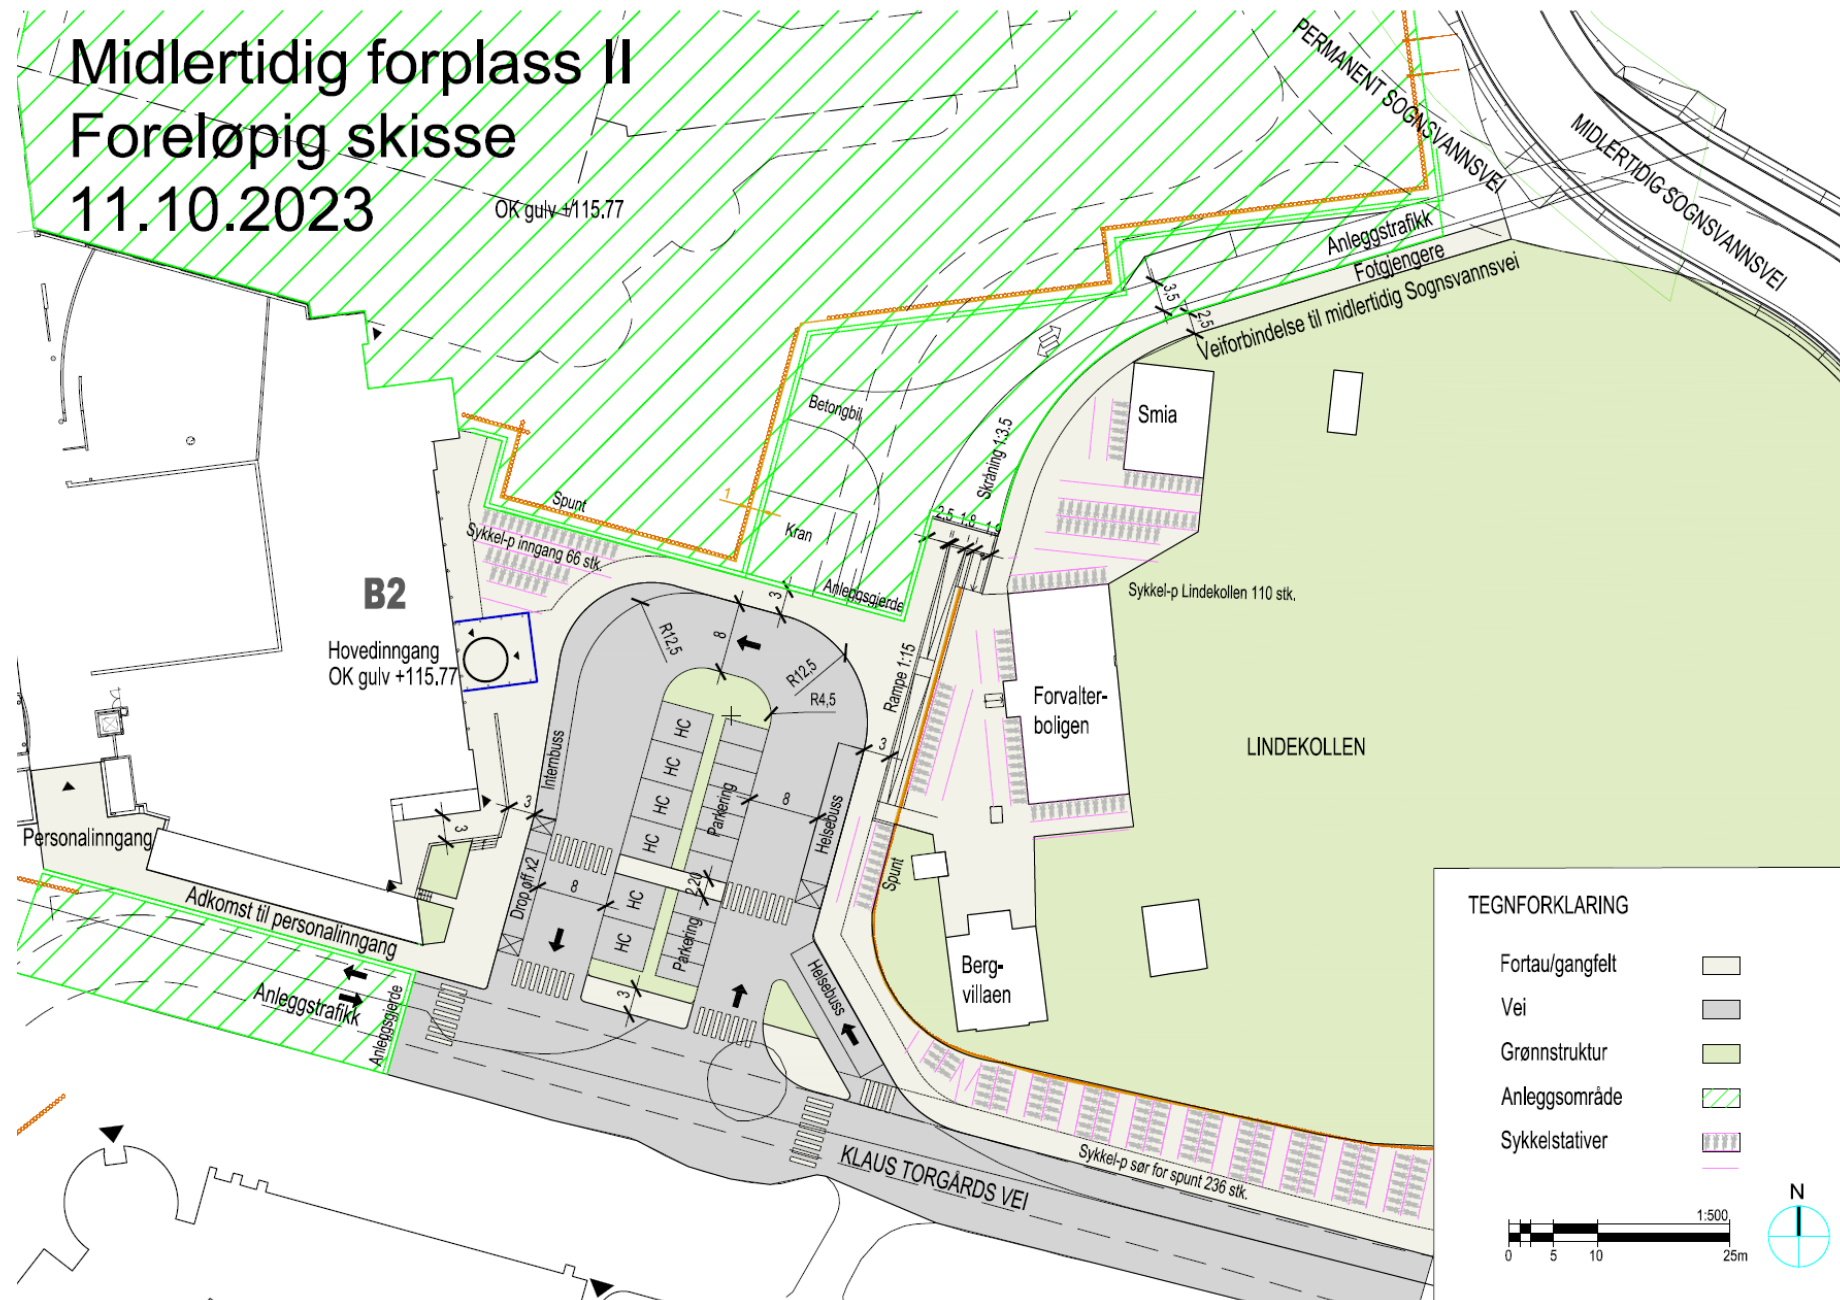 Midlertidig forplass II
Foreløpig skisse
11.10.2023
OK gulv +115.77
PERMANENT SOGNSVANNSVEI
MIDLERTIDIG SOGNSVANNSVEI
Anleggstrafikk
Fotgjengere
Veiforbindelse til midlertidig Sognsvannsvei
3,5
2,5
Betongbil
Smia
Skråning 1:3.5
1
Spunt
Kran
2,5
1,8
1,9
Sykkel-p inngang 66 stk.
Anleggsgjerde
3
Sykkel-p Lindekollen 110 stk.
B2
Hovedinngang
OK gulv +115.77
R12,5
8
R12,5
R4,5
Rampe 1:15
Forvalter-
boligen
LINDEKOLLEN
HC
HC
HC
HC
HC
HC
Internbuss
Parkering
8
3
Helsebuss
3
3
Personalinngang
Drop off x2
8
2,20
Spunt
Adkomst til personalinngang
Parkering
Anleggstrafikk
Anleggsgjerde
3
Helsebuss
Berg-
villaen
KLAUS TORGÅRDS VEI
Sykkel-p sør for spunt 236 stk.
TEGNFORKLARING
Fortau/gangfelt
Vei
Grønnstruktur
Anleggsområde
Sykkelstativer
N
1:500
0 5 10 25m